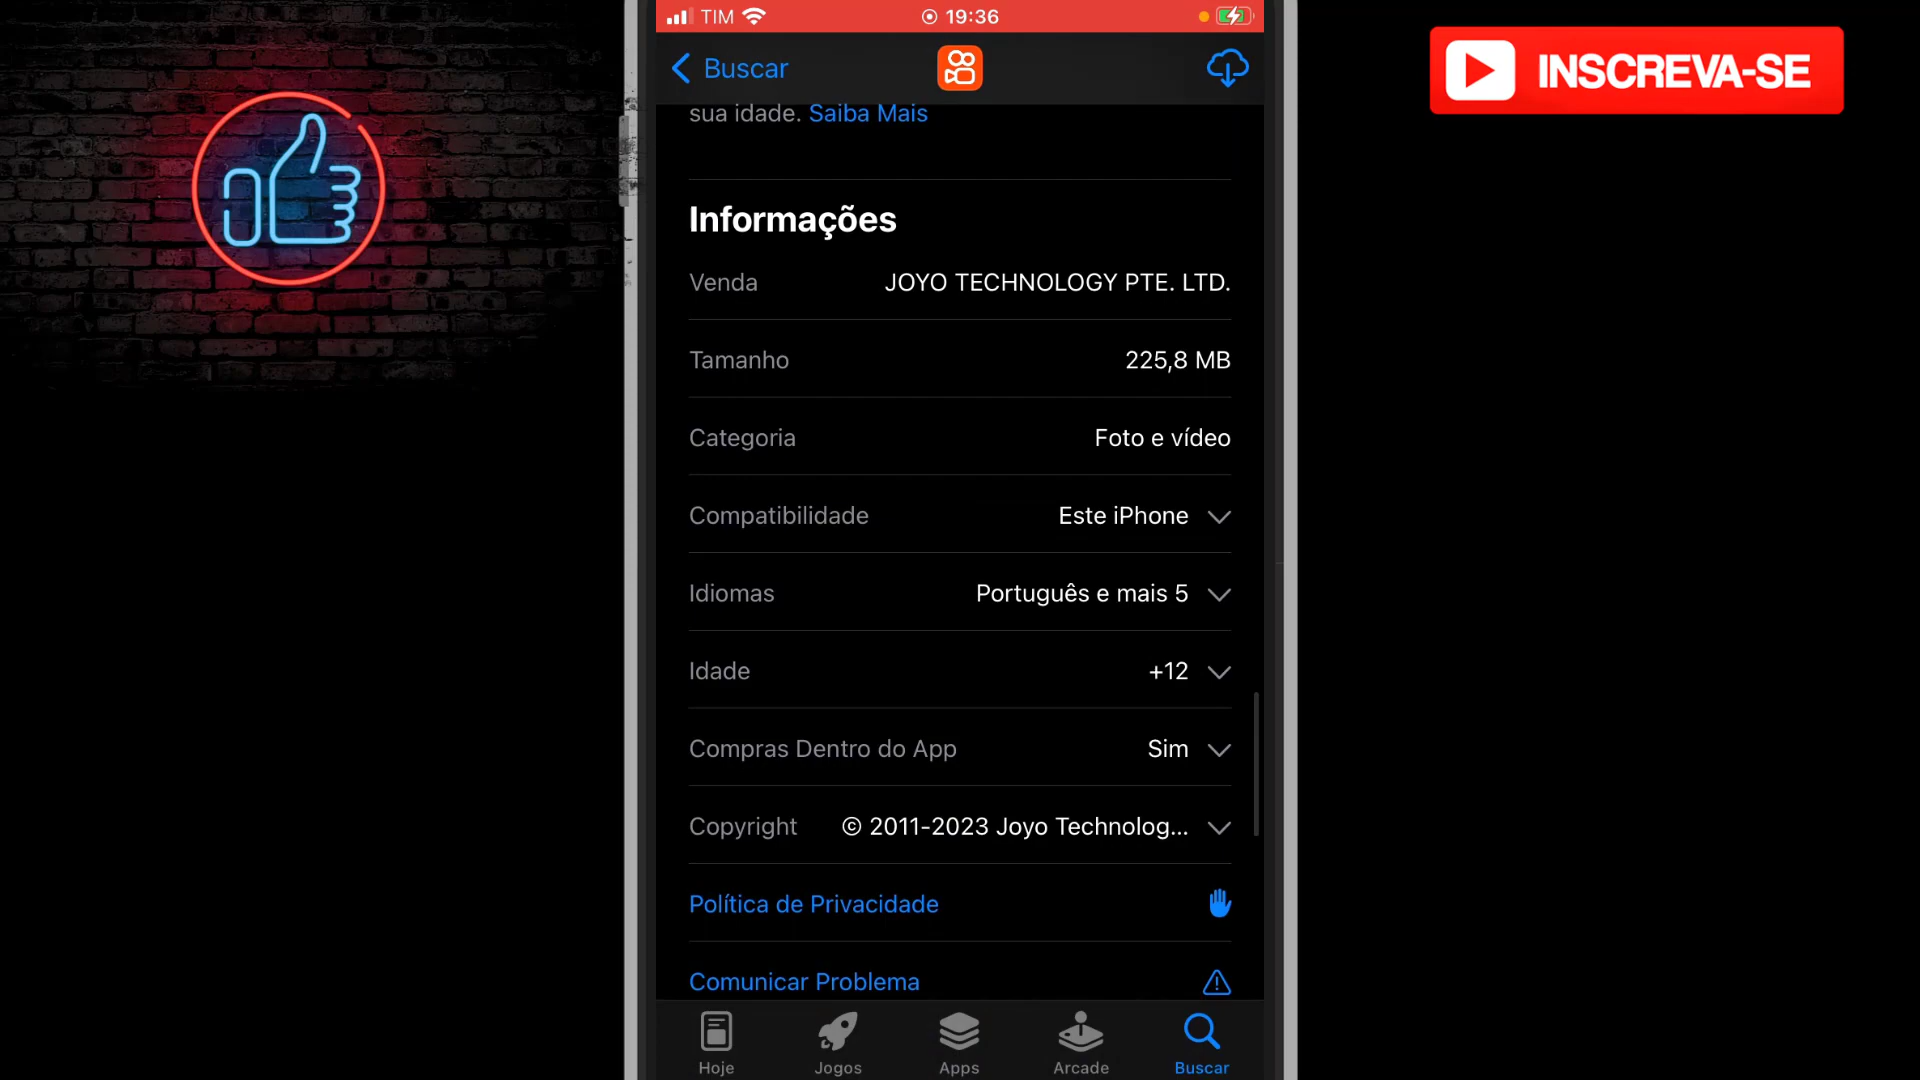 TIM
19:36
Buscar
INSCREVA-SE
sua idade. Saiba Mais
Informações
Venda JOYO TECHNOLOGY PTE. LTD.
Tamanho 225,8 MB
Categoria Foto e vídeo
Compatibilidade Este iPhone
Idiomas Português e mais 5
Idade +12
Compras Dentro do App Sim
Copyright © 2011-2023 Joyo Technolog...
Política de Privacidade
Comunicar Problema
Hoje Jogos Apps Arcade Buscar